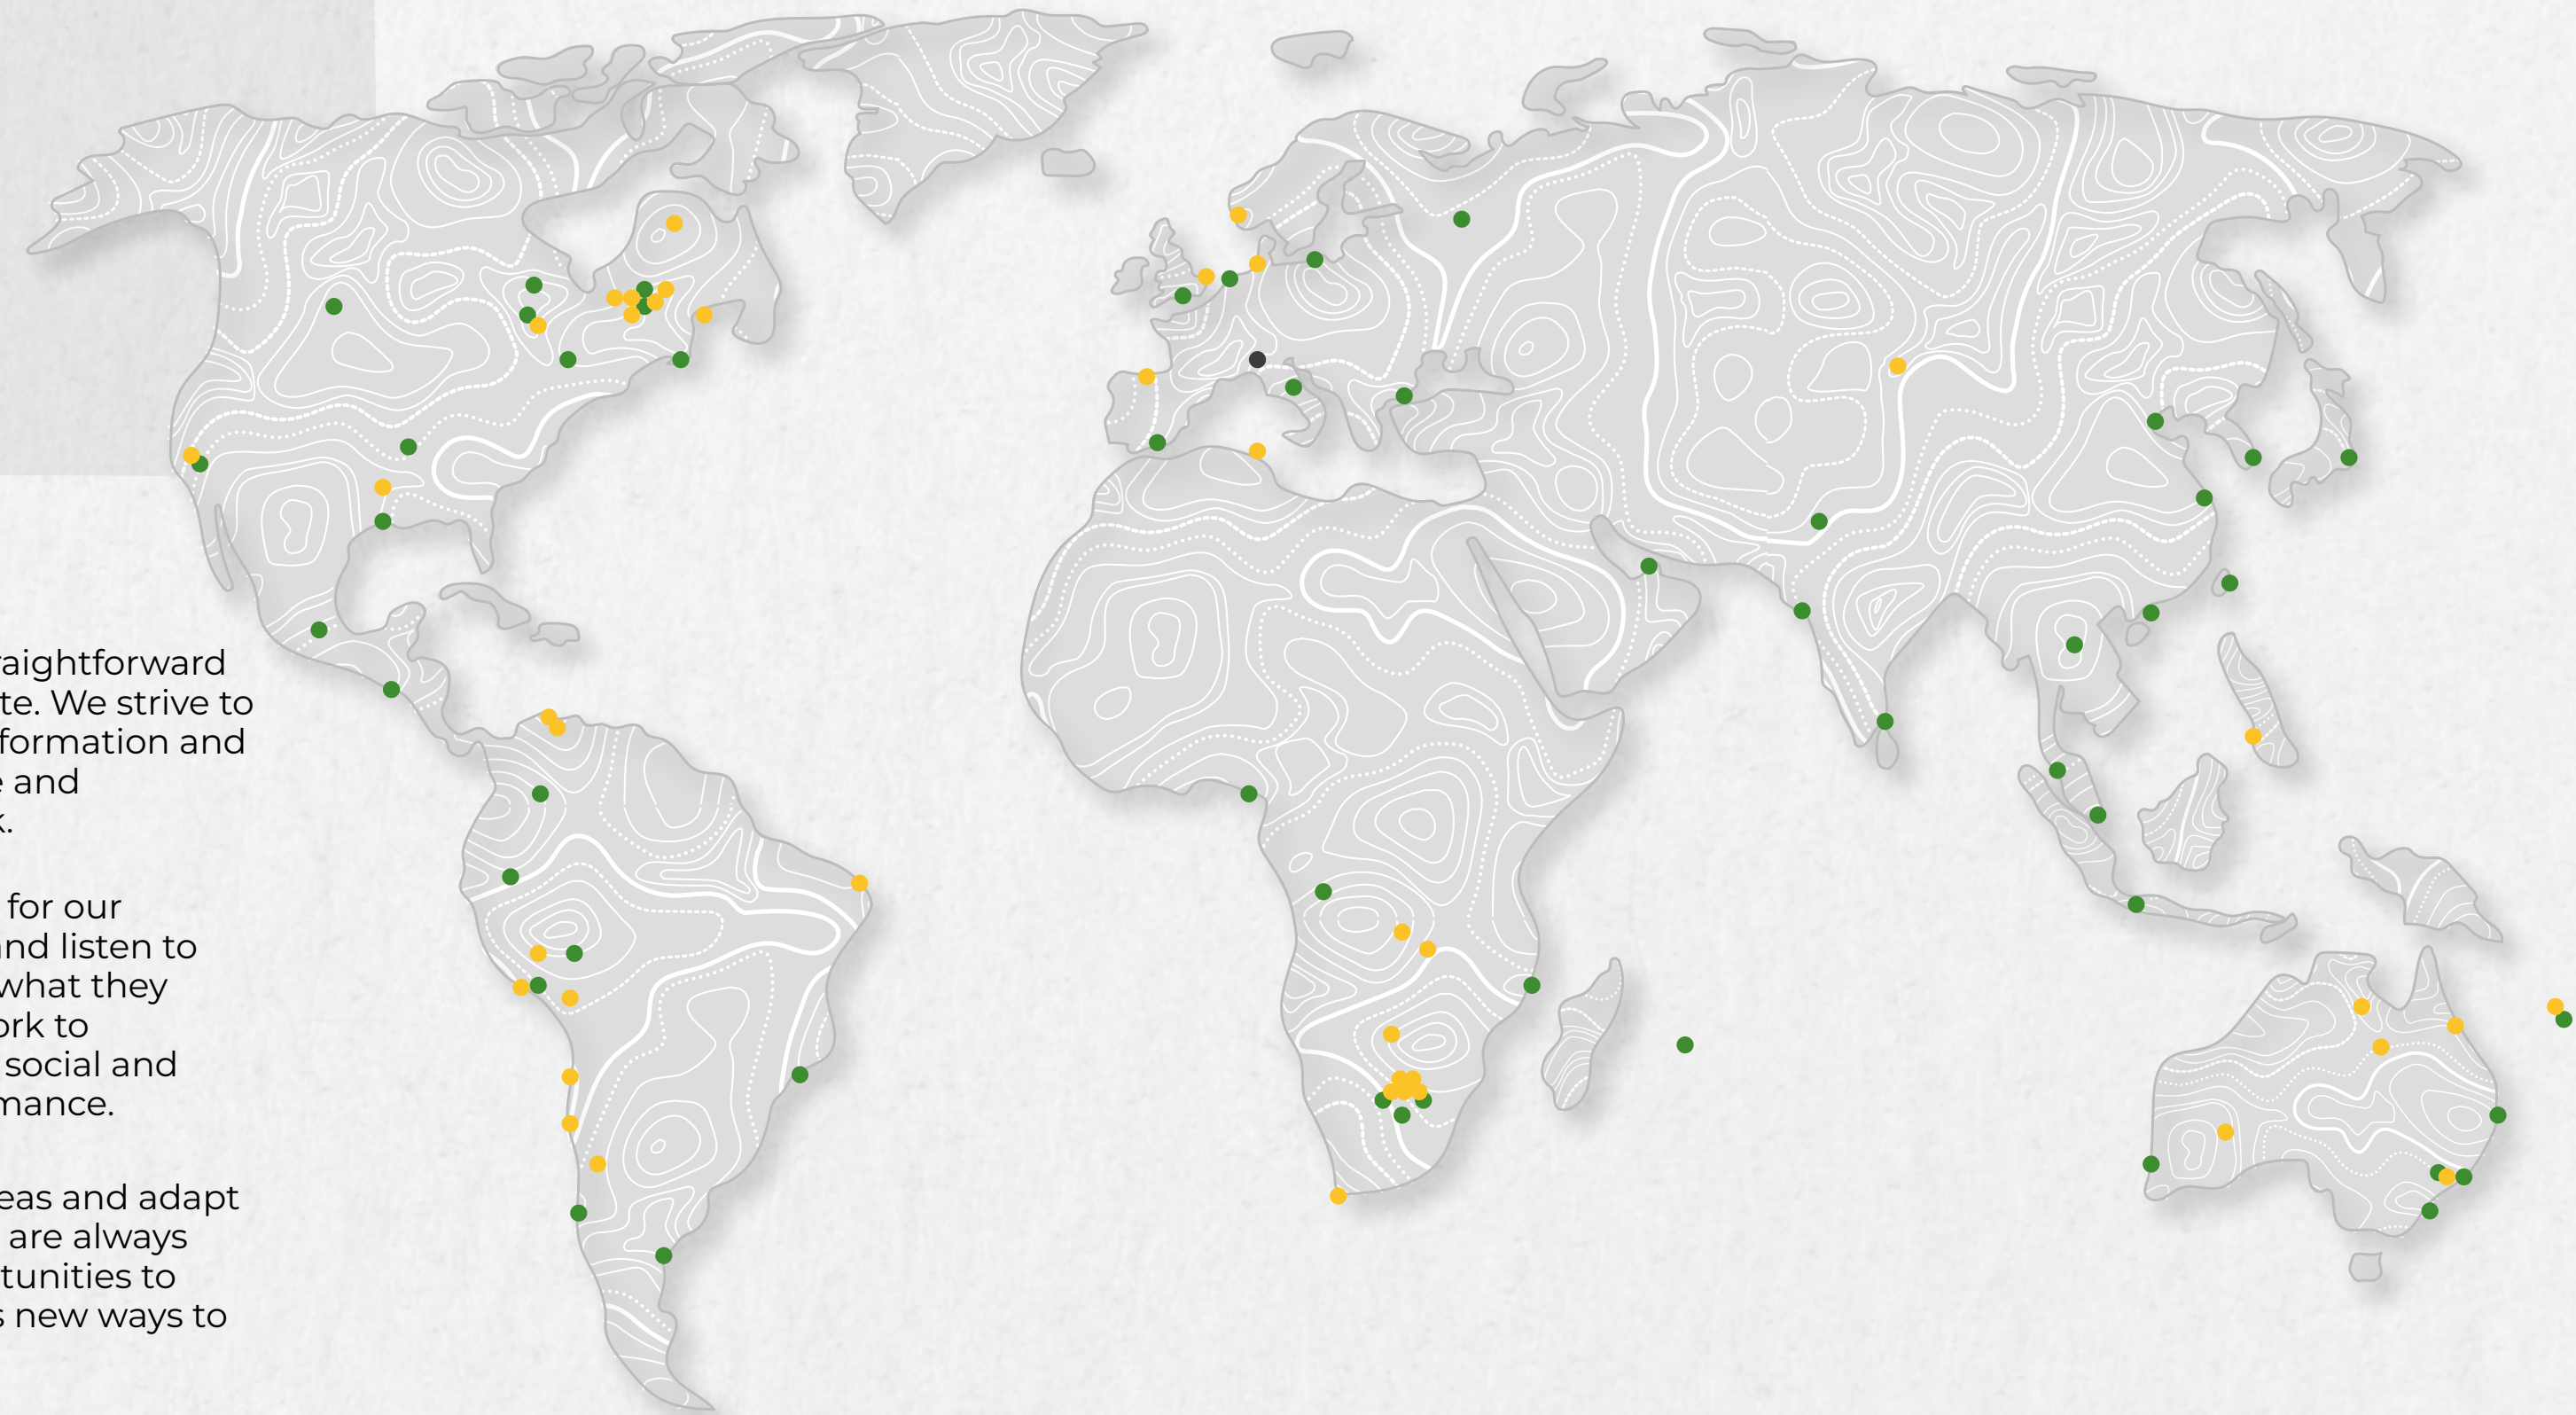 raightforward
te. We strive to
formation and
e and
k.
for our
and listen to
what they
ork to
social and
mance.
eas and adapt
are always
tunities to
s new ways to